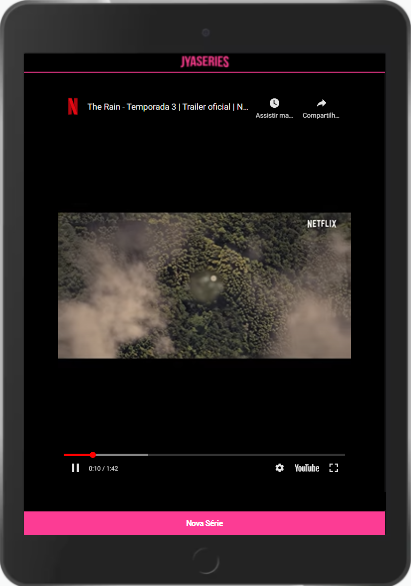 JYASERIES
The Rain - Temporada 3 | Trailer oficial | N...
Assistir ma...
Compartilh...
NETFLIX
0:10 / 1:42
YouTube
Nova Série